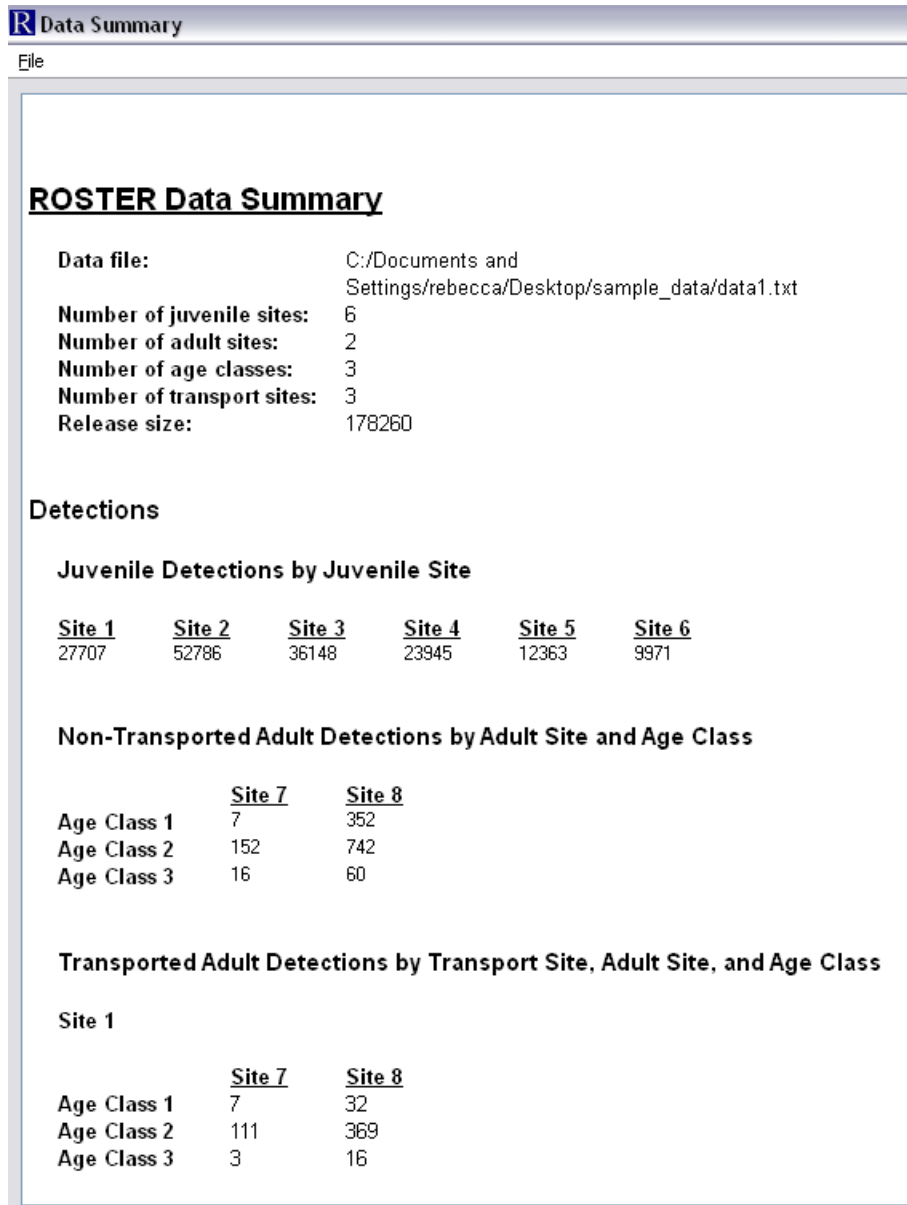 R Data Summary
File
ROSTER Data Summary
Data file: C:/Documents and
Settings/rebecca/Desktop/sample_data/data1.txt
Number of juvenile sites: 6
Number of adult sites: 2
Number of age classes: 3
Number of transport sites: 3
Release size: 178260
Detections
Juvenile Detections by Juvenile Site
Site 1 Site 2 Site 3 Site 4 Site 5 Site 6
27707 52786 36148 23945 12363 9971
Non-Transported Adult Detections by Adult Site and Age Class
Site 7 Site 8
Age Class 1 7 352
Age Class 2 152 742
Age Class 3 16 60
Transported Adult Detections by Transport Site, Adult Site, and Age Class
Site 1
Site 7 Site 8
Age Class 1 7 32
Age Class 2 111 369
Age Class 3 3 16